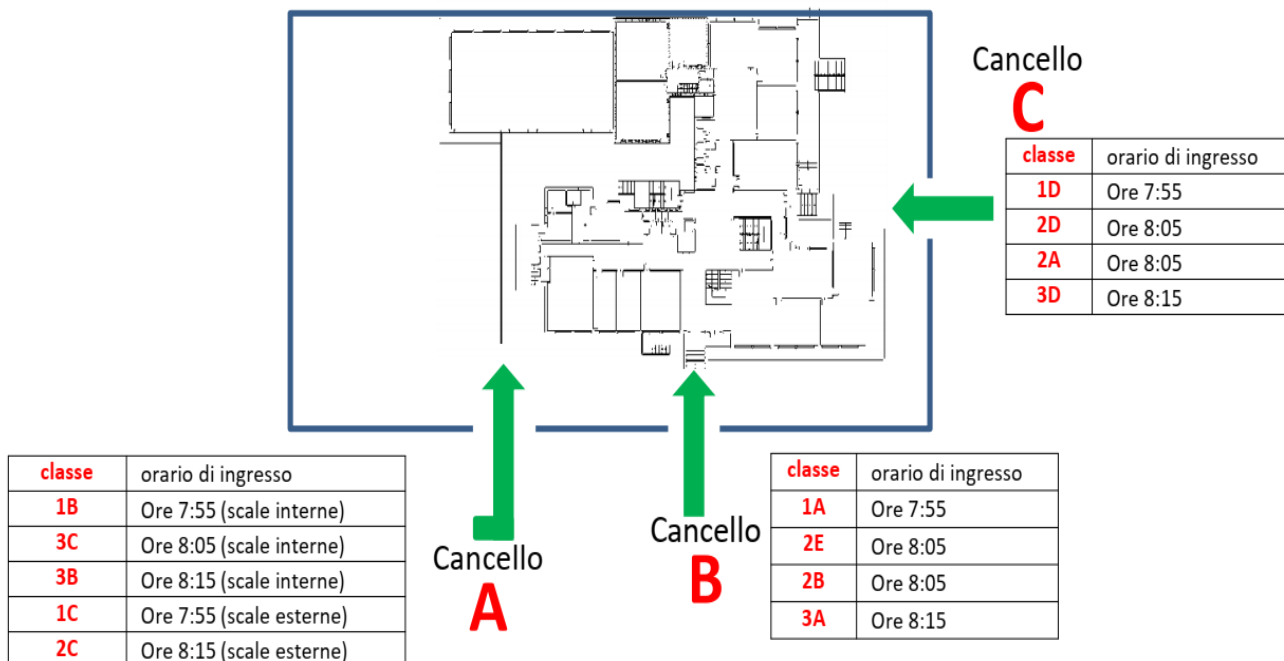 Cancello
C
classe orario di ingresso
1D Ore 7:55
2D Ore 8:05
2A Ore 8:05
3D Ore 8:15
classe orario di ingresso
1B Ore 7:55 (scale interne)
3C Ore 8:05 (scale interne)
3B Ore 8:15 (scale interne)
1C Ore 7:55 (scale esterne)
2C Ore 8:15 (scale esterne)
Cancello
A
Cancello
B
classe orario di ingresso
1A Ore 7:55
2E Ore 8:05
2B Ore 8:05
3A Ore 8:15